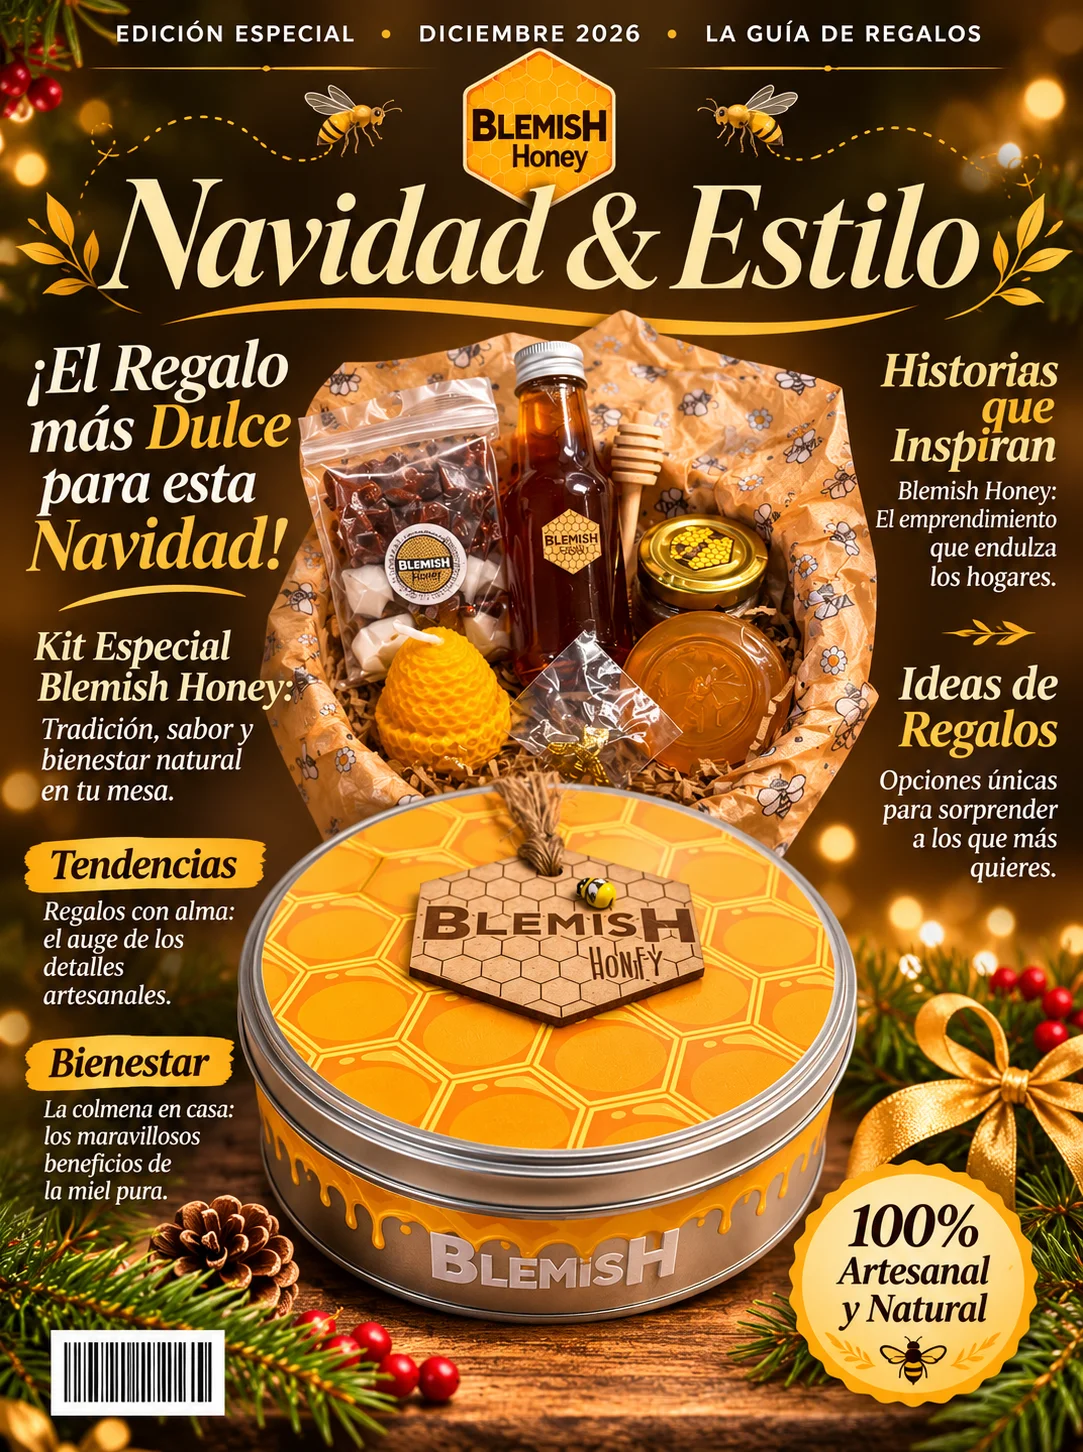 EDICIÓN ESPECIAL • DICIEMBRE 2026 • LA GUÍA DE REGALOS
BLEMISH
Honey
Navidad & Estilo
¡El Regalo
más Dulce
para esta
Navidad!
Kit Especial
Blemish Honey:
Tradición, sabor y
bienestar natural
en tu mesa.
Tendencias
Regalos con alma:
el auge de los
detalles
artesanales.
Bienestar
La colmena en casa:
los maravillosos
beneficios de
la miel pura.
Historias
que
Inspiran
Blemish Honey:
El emprendimiento
que endulza
los hogares.
Ideas de
Regalos
Opciones únicas
para sorprender
a los que más
quieres.
BLEMISH
Honey
BLEMISH
BLEMISH
BLEMISH
100%
Artesanal
y Natural